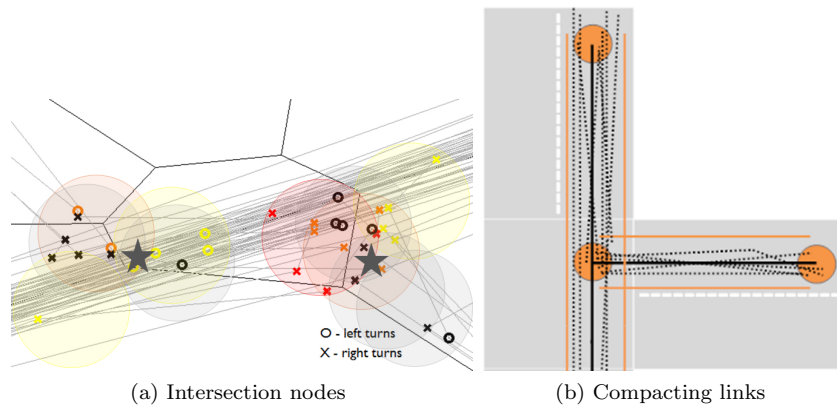 O - left turns
X - right turns
(a) Intersection nodes
(b) Compacting links